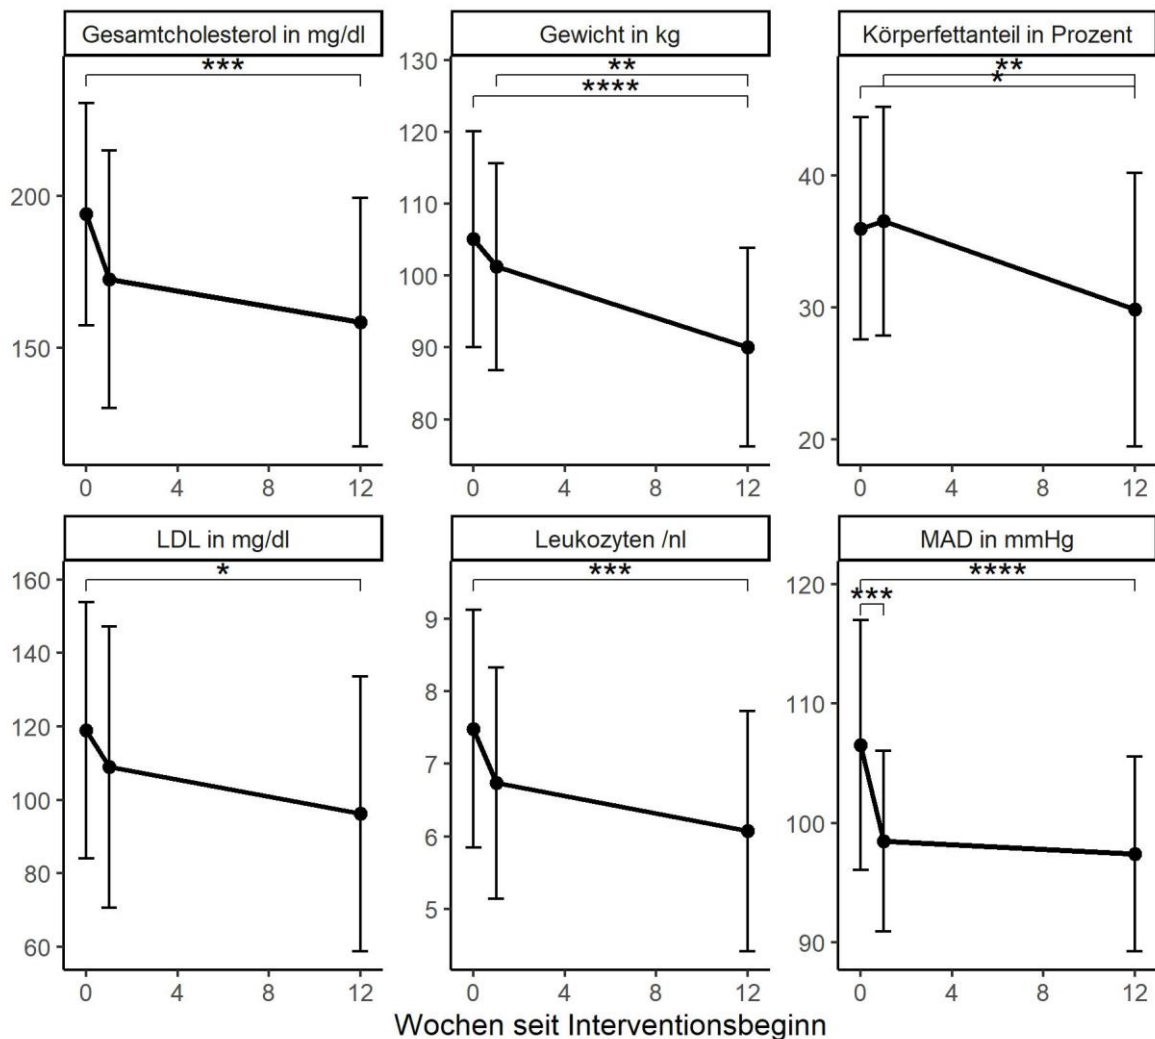 Gesamtcholesterol in mg/dl
***
200
150
0 4 8 12
Gewicht in kg
**
****
130
120
110
100
90
80
0 4 8 12
Körperfettanteil in Prozent
**
*
40
30
20
0 4 8 12
LDL in mg/dl
*
160
140
120
100
80
60
0 4 8 12
Leukozyten /nl
***
9
8
7
6
5
0 4 8 12
MAD in mmHg
****
***
120
110
100
90
0 4 8 12
Wochen seit Interventionsbeginn